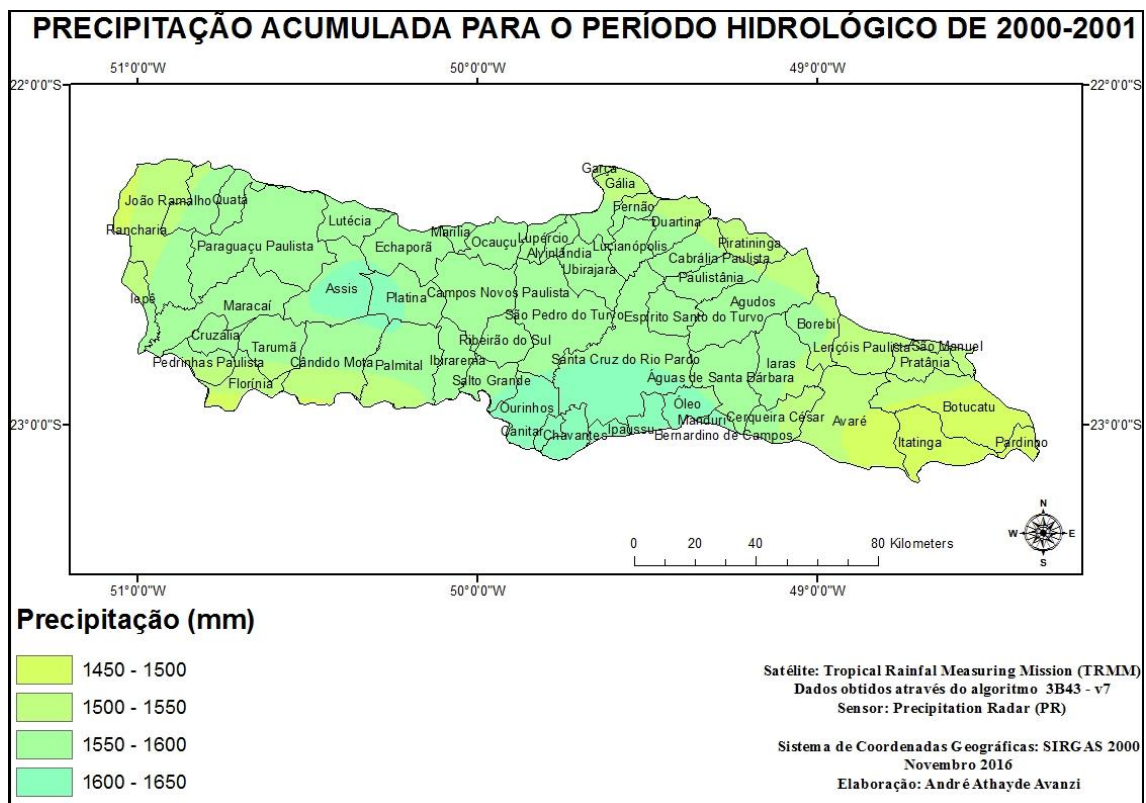 PRECIPITAÇÃO ACUMULADA PARA O PERÍODO HIDROLÓGICO DE 2000-2001
51°0'0"W 50°0'0"W 49°0'0"W
22°0'0"S 22°0'0"S
Garça
Gália
João Ramalho Quatá Fernão
Lutécia Duartina
Rancharia Marília
Paraguaçu Paulista Echaporã Ocauçu Lupércio Lucianópolis Piratininga
Alvinlândia Cabrália Paulista
Ubirajara Paulistânia
Iepê Assis Platina Campos Novos Paulista
Maracaí Agudos
São Pedro do Turvo Espírito Santo do Turvo Borebi
Cruzália Tarumã Ribeirão do Sul
Lençóis Paulista São Manuel
Pedrinhas Paulista Cândido Mota Palmital Ibirarema Santa Cruz do Rio Pardo Iaras Pratânia
Florínia Salto Grande Águas de Santa Bárbara
Ourinhos Óleo Botucatu
Manduri Cerqueira César Avaré
Canitar Chavantes Ipaussu Bernardino de Campos Itatinga Pardinho
23°0'0"S 23°0'0"S
N
W E
S
0 20 40 80 Kilometers
51°0'0"W 50°0'0"W 49°0'0"W
Precipitação (mm)
1450 - 1500
1500 - 1550
1550 - 1600
1600 - 1650
Satélite: Tropical Rainfal Measuring Mission (TRMM)
Dados obtidos através do algoritmo 3B43 - v7
Sensor: Precipitation Radar (PR)
Sistema de Coordenadas Geográficas: SIRGAS 2000
Novembro 2016
Elaboração: André Athayde Avanzi